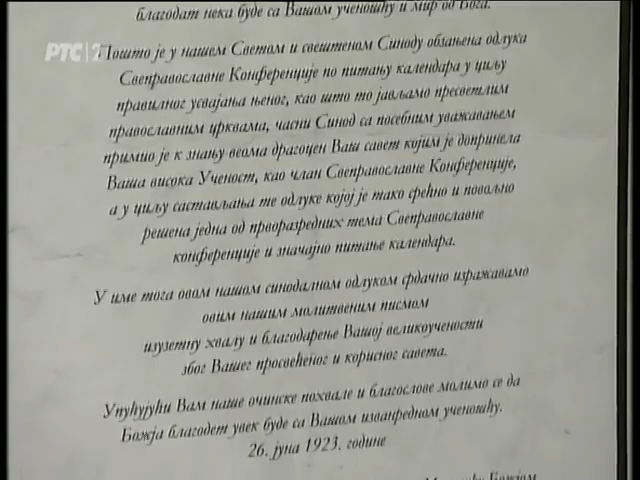 благодат нека буде са Вашом ученошћу и мир од Бога.
РТС 2
Пошто је у нашем Светом и свештеном Синоду обзањена одлука
Свеправославне Конференције по питању календара у циљу
правилног усвајања њеног, као што то јављамо пресветлим
православним црквама, часни Синод са посебним уважавањем
примио је к знању веома драгоцен Ваш савет којим је допринела
Ваша висока Ученост, као члан Свеправославне Конференције,
а у циљу састављања те одлуке којој је тако срећно и повољно
решена једна од прворазредних тема Свеправославне
конференције и значајно питање календара.
У име тога овом нашом синодалном одлуком срдачно изражавамо
овим нашим молитвеним писмом
изузетну хвалу и благодарење Вашој великоучености
због Вашег просвећеног и корисног савета.
Упућујући Вам наше очинске похвале и благослове молимо се да
Божја благодет увек буде са Вашом изванредном ученошћу.
26. јуна 1923. године
Божјом